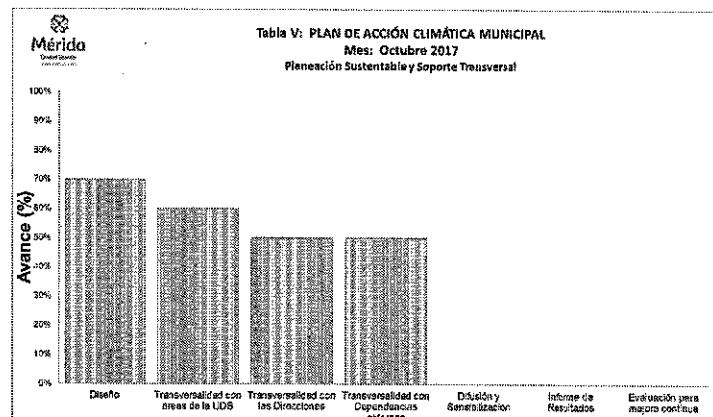 Mérida
Tabla V: PLAN DE ACCIÓN CLIMÁTICA MUNICIPAL
Mes: Octubre 2017
Planeación Sustentable y Soporte Transversal
Avance (%)
100%
90%
80%
70%
60%
50%
40%
30%
20%
10%
0%
Diseño
Transversalidad con
areas de la UDS
Transversalidad con
las Direcciones
Transversalidad con
Dependencias
Difusión y
Sensibilización
Informe de
Resultados
Evaluación para
mejora continua